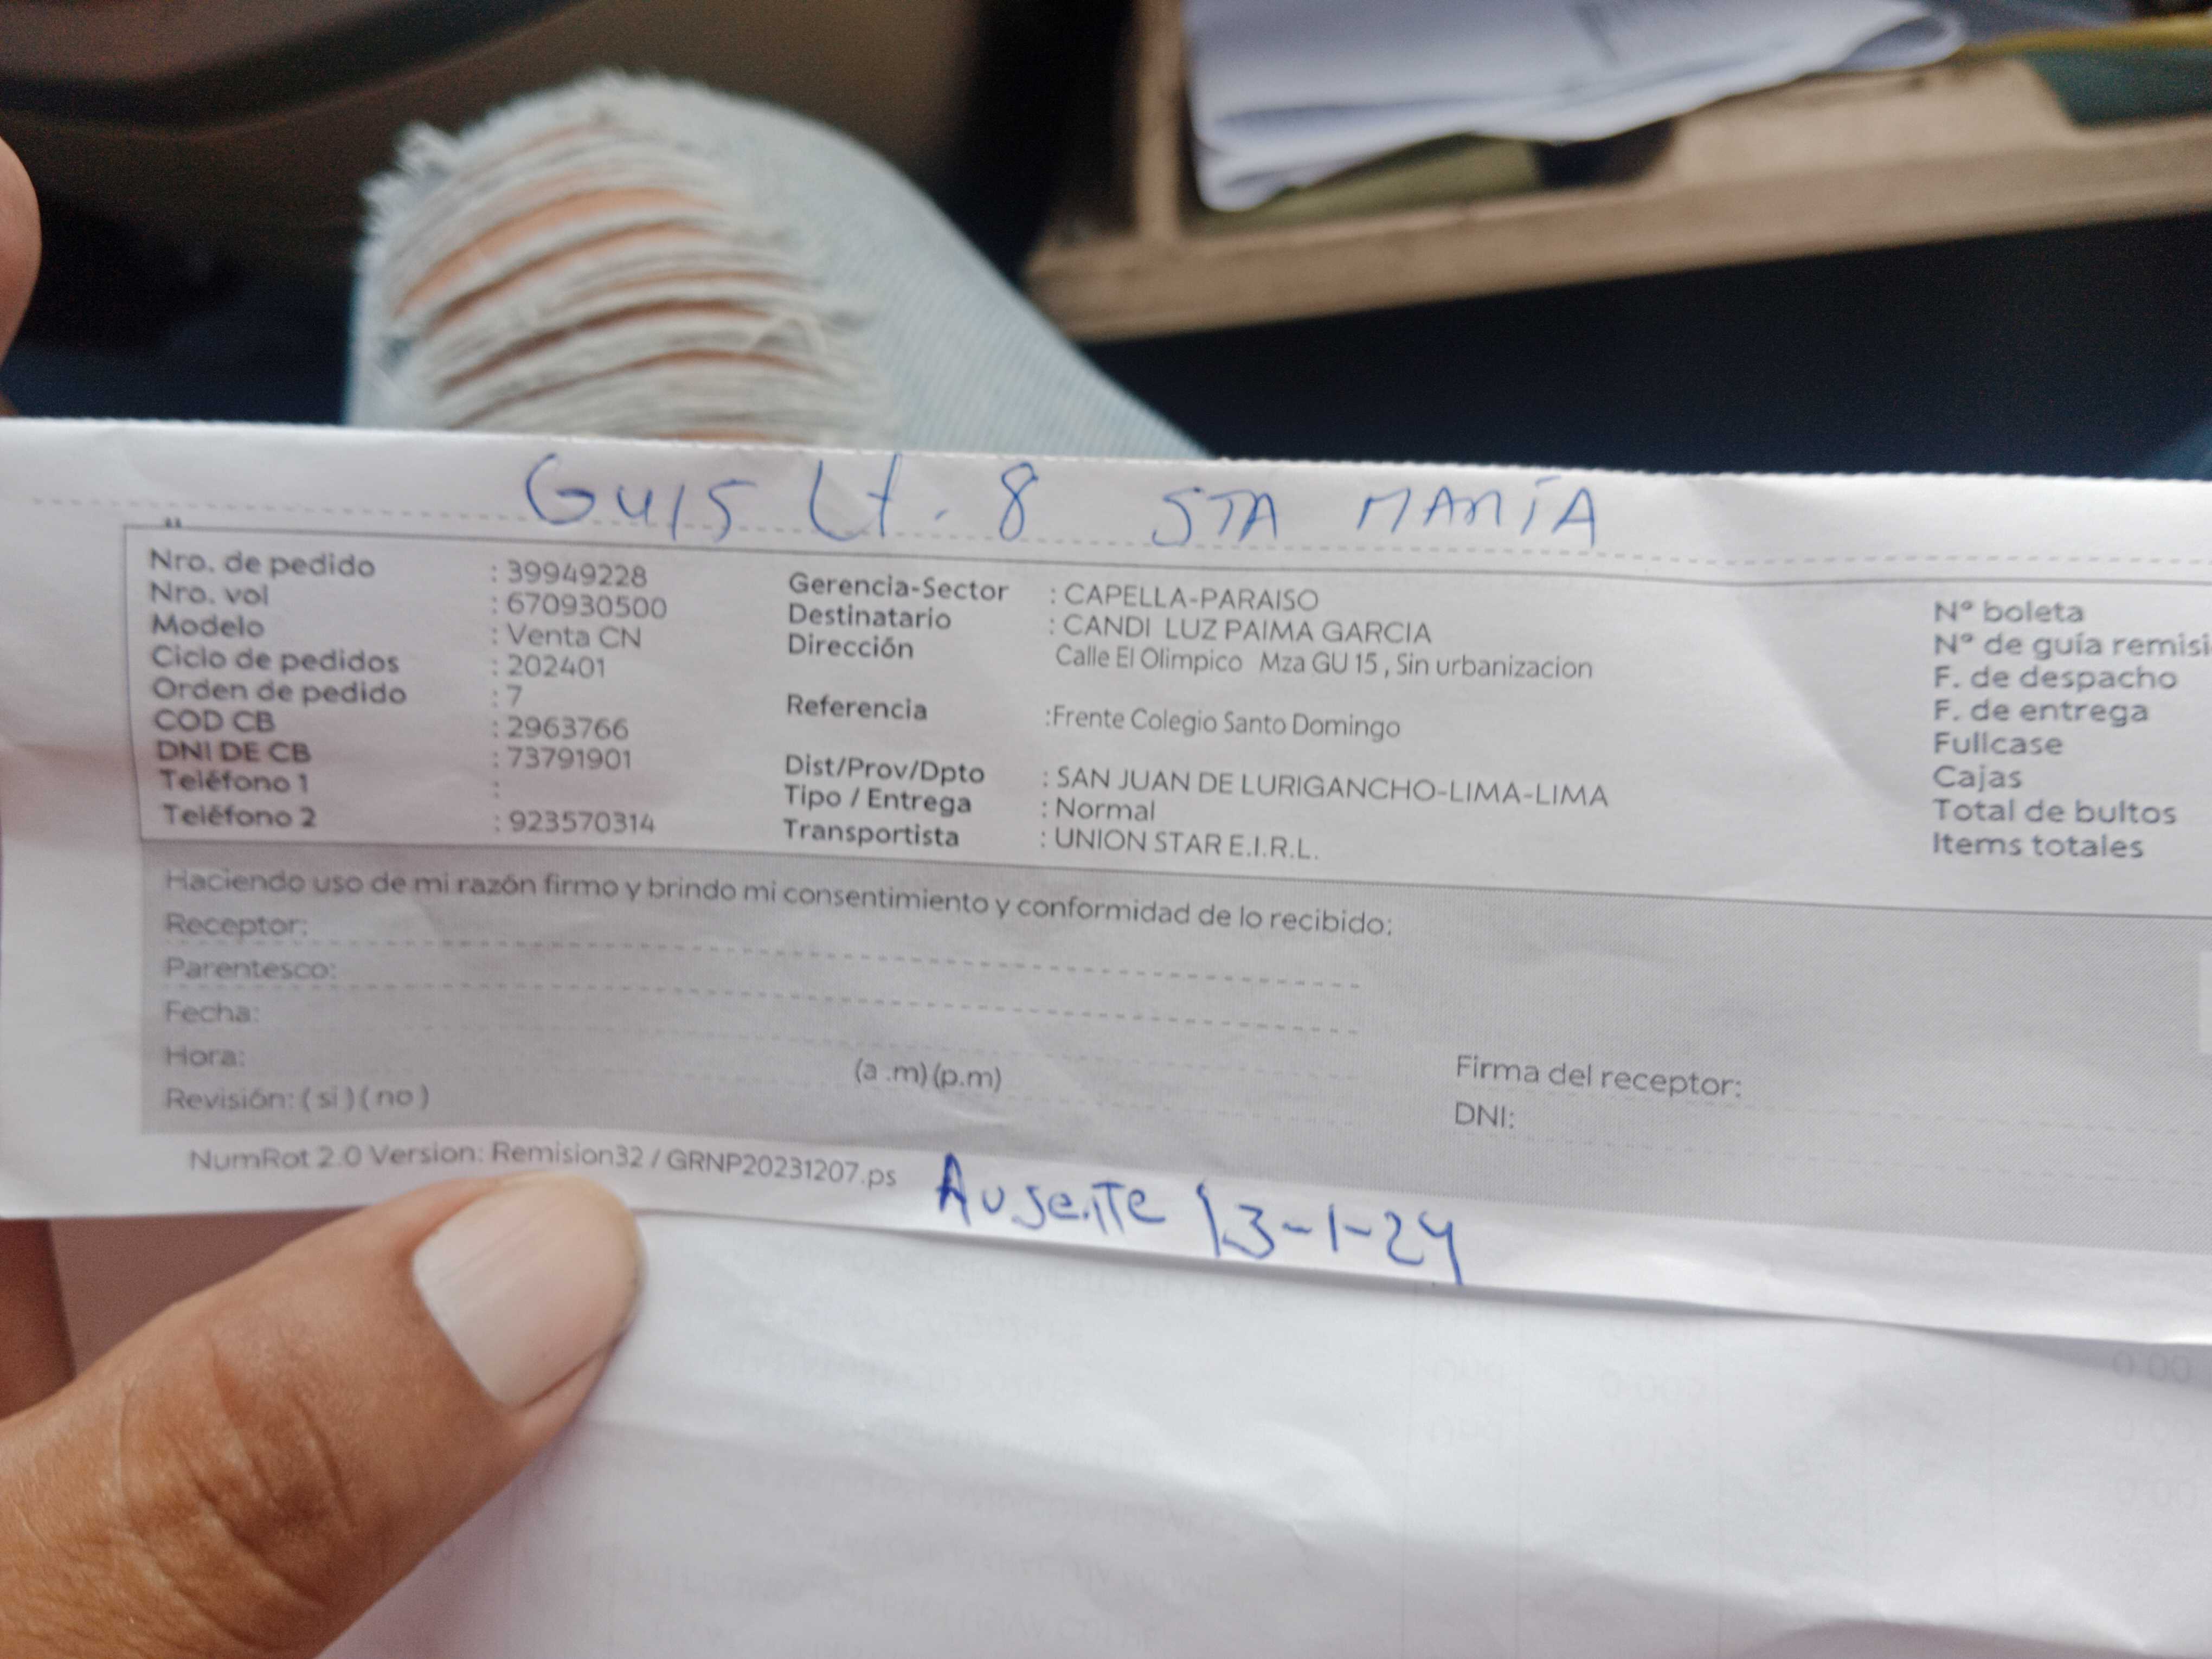 GU15 Lt. 8 STA MARÍA
Nro. de pedido : 39949228
Nro. vol : 670930500
Modelo : Venta CN
Ciclo de pedidos : 202401
Orden de pedido : 7
COD CB : 2963766
DNI DE CB : 73791901
Teléfono 1 :
Teléfono 2 : 923570314
Gerencia-Sector : CAPELLA-PARAISO
Destinatario : CANDI LUZ PAIMA GARCIA
Dirección Calle El Olimpico Mza GU 15 , Sin urbanizacion
Referencia :Frente Colegio Santo Domingo
Dist/Prov/Dpto : SAN JUAN DE LURIGANCHO-LIMA-LIMA
Tipo / Entrega : Normal
Transportista : UNION STAR E.I.R.L.
N° boleta
N° de guía remisi
F. de despacho
F. de entrega
Fullcase
Cajas
Total de bultos
Items totales
Haciendo uso de mi razón firmo y brindo mi consentimiento y conformidad de lo recibido:
Receptor:
Parentesco:
Fecha:
Hora: (a .m) (p.m)
Revisión: ( si ) ( no )
Firma del receptor:
DNI:
NumRot 2.0 Version: Remision32 / GRNP20231207.ps
Ausente 13-1-24